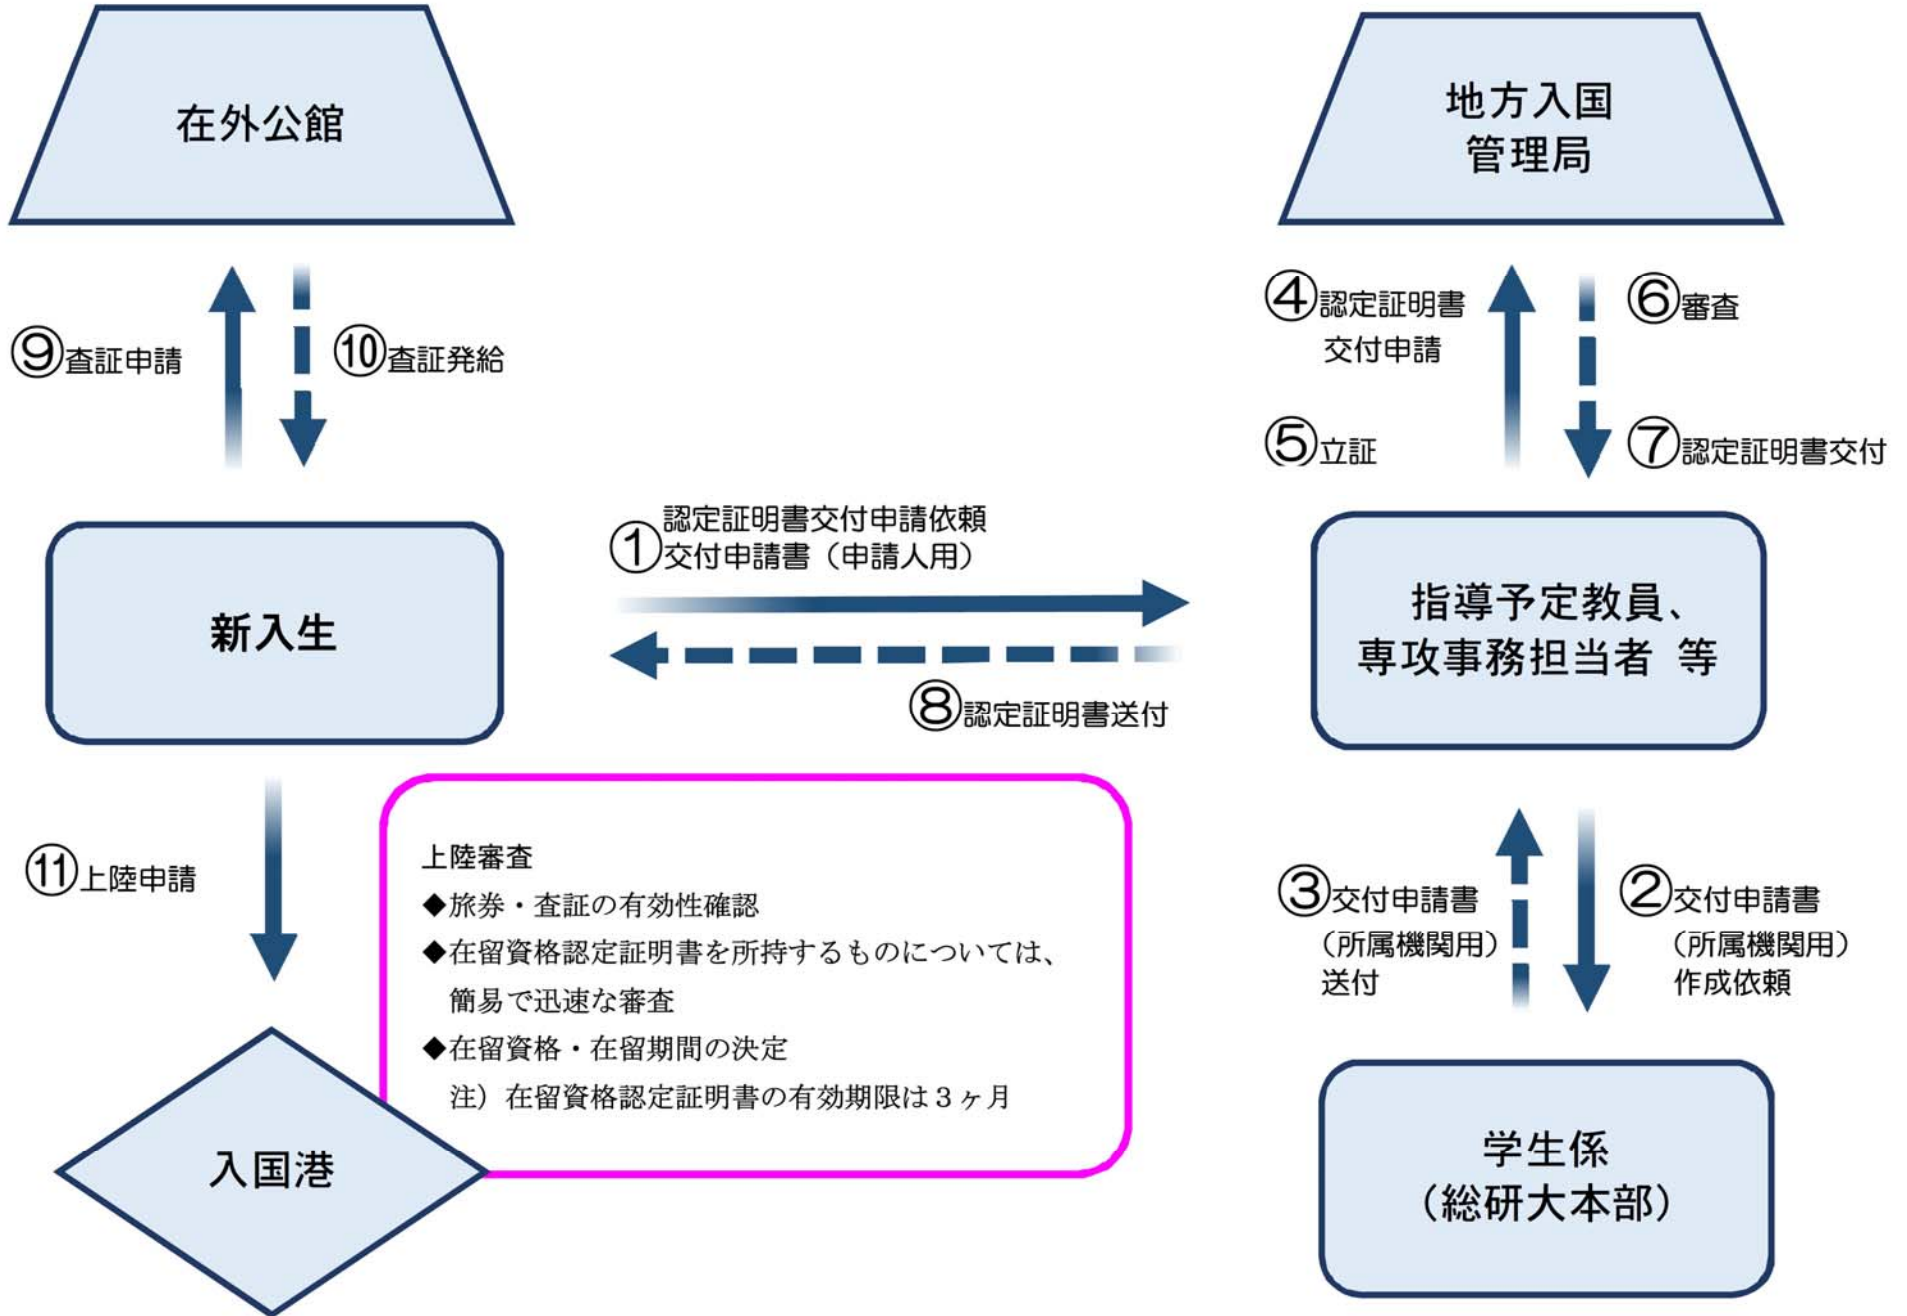 在外公館
地方入国
管理局
⑨査証申請
⑩査証発給
④認定証明書
交付申請
⑥審査
⑤立証
⑦認定証明書交付
新入生
①認定証明書交付申請依頼
交付申請書（申請人用）
指導予定教員、
専攻事務担当者 等
⑧認定証明書送付
⑪上陸申請
上陸審査
◆旅券・査証の有効性確認
◆在留資格認定証明書を所持するものについては、
簡易で迅速な審査
◆在留資格・在留期間の決定
注）在留資格認定証明書の有効期限は３ヶ月
③交付申請書
（所属機関用）
送付
②交付申請書
（所属機関用）
作成依頼
入国港
学生係
（総研大本部）